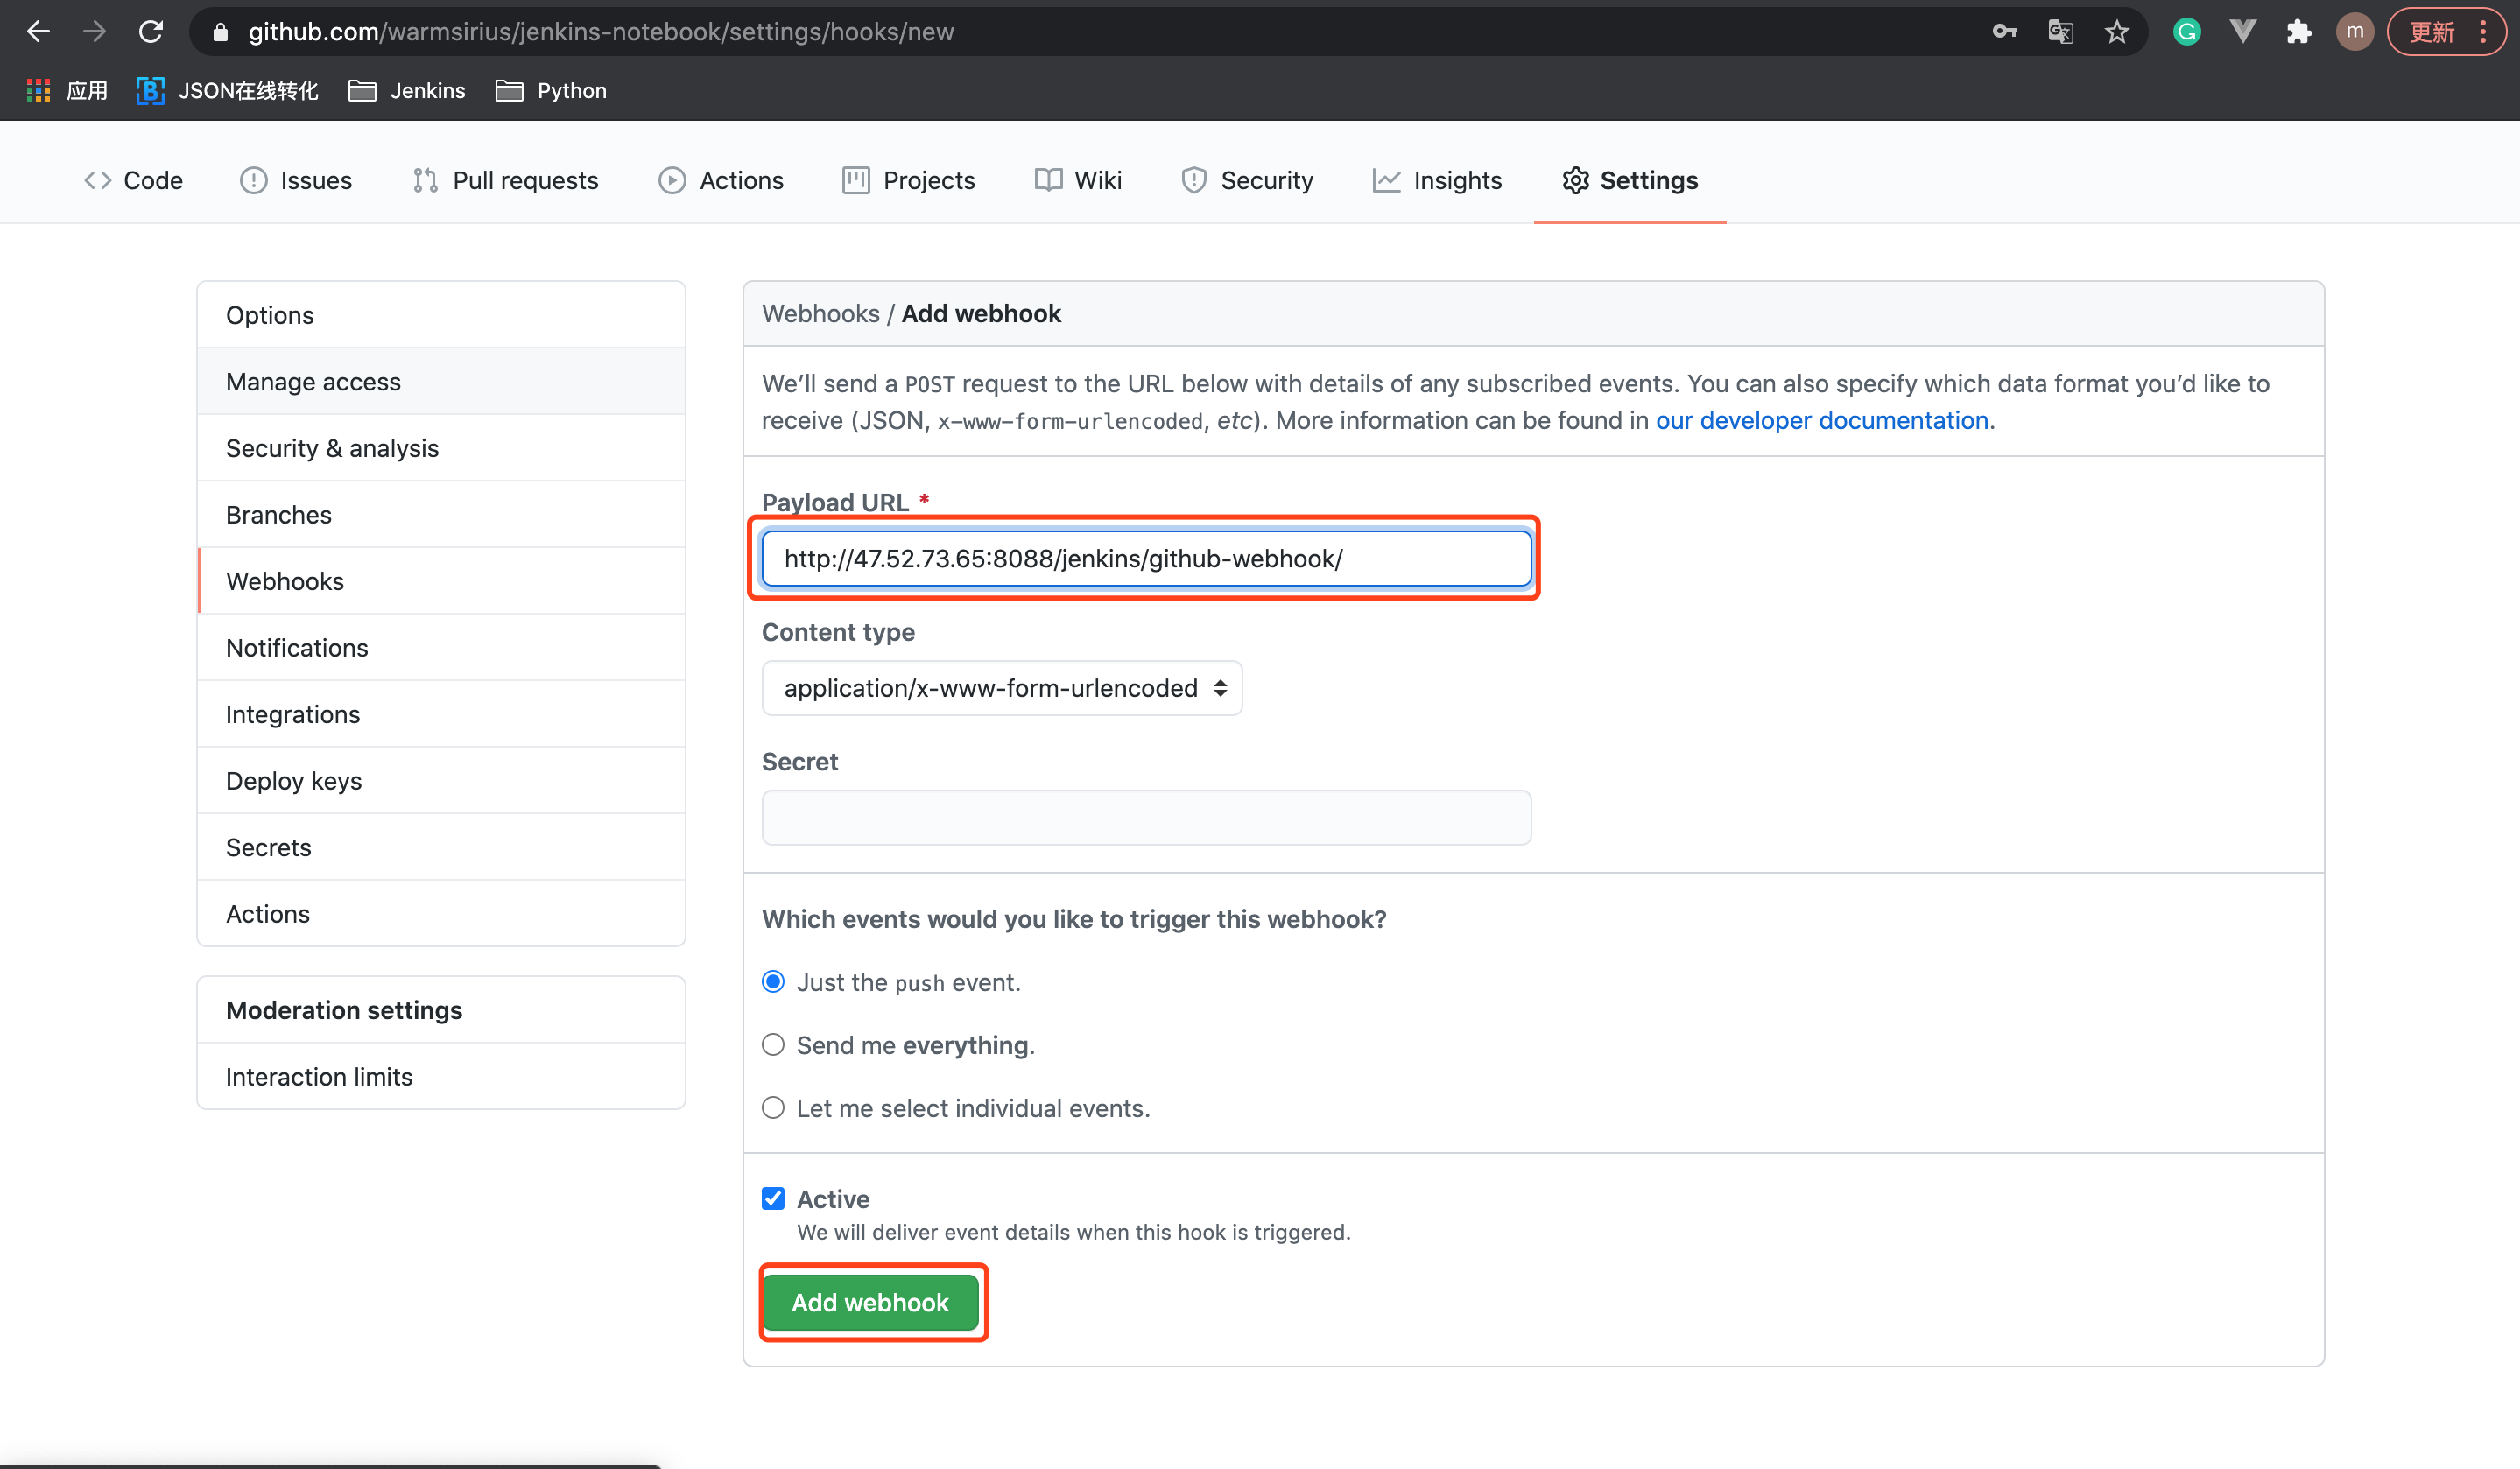 github.com/warmsirius/jenkins-notebook/settings/hooks/new
m
更新
应用
JSON在线转化
Jenkins
Python
Code
Issues
Pull requests
Actions
Projects
Wiki
Security
Insights
Settings
Options
Manage access
Security & analysis
Branches
Webhooks
Notifications
Integrations
Deploy keys
Secrets
Actions
Moderation settings
Interaction limits
Webhooks / Add webhook
We’ll send a POST request to the URL below with details of any subscribed events. You can also specify which data format you’d like to
receive (JSON, x-www-form-urlencoded, etc). More information can be found in our developer documentation.
Payload URL *
http://47.52.73.65:8088/jenkins/github-webhook/
Content type
application/x-www-form-urlencoded
Secret
Which events would you like to trigger this webhook?
Just the push event.
Send me everything.
Let me select individual events.
Active
We will deliver event details when this hook is triggered.
Add webhook